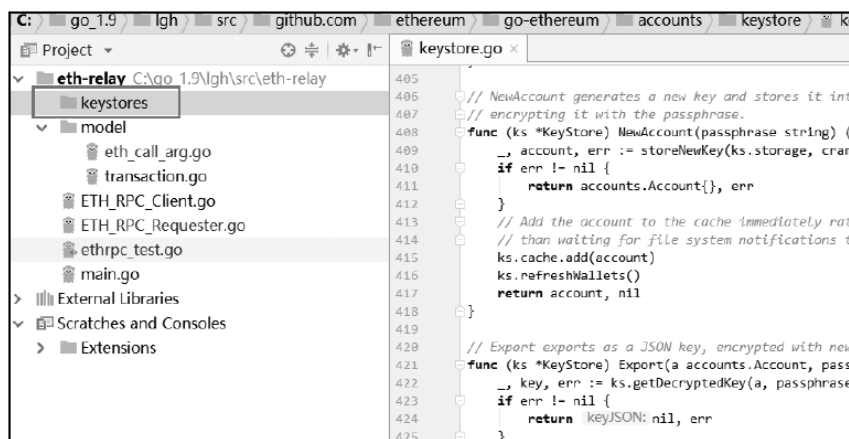 C: go_1.9 lgh src github.com ethereum go-ethereum accounts keystore
Project
keystore.go
eth-relay C:\go_1.9\lgh\src\eth-relay
keystores
model
eth_call_arg.go
transaction.go
ETH_RPC_Client.go
ETH_RPC_Requester.go
ethrpc_test.go
main.go
External Libraries
Scratches and Consoles
Extensions
405
406 // NewAccount generates a new key and stores it int
407 // encrypting it with the passphrase.
408 func (ks *KeyStore) NewAccount(passphrase string) (
409 _, account, err := storeNewKey(ks.storage, cran
410 if err != nil {
411 return accounts.Account{}, err
412 }
413 // Add the account to the cache immediately rat
414 // than waiting for file system notifications t
415 ks.cache.add(account)
416 ks.refreshWallets()
417 return account, nil
418 }
419
420 // Export exports as a JSON key, encrypted with new
421 func (ks *KeyStore) Export(a accounts.Account, pass
422 _, key, err := ks.getDecryptedKey(a, passphrase
423 if err != nil {
424 return keyJSON: nil, err
425 }